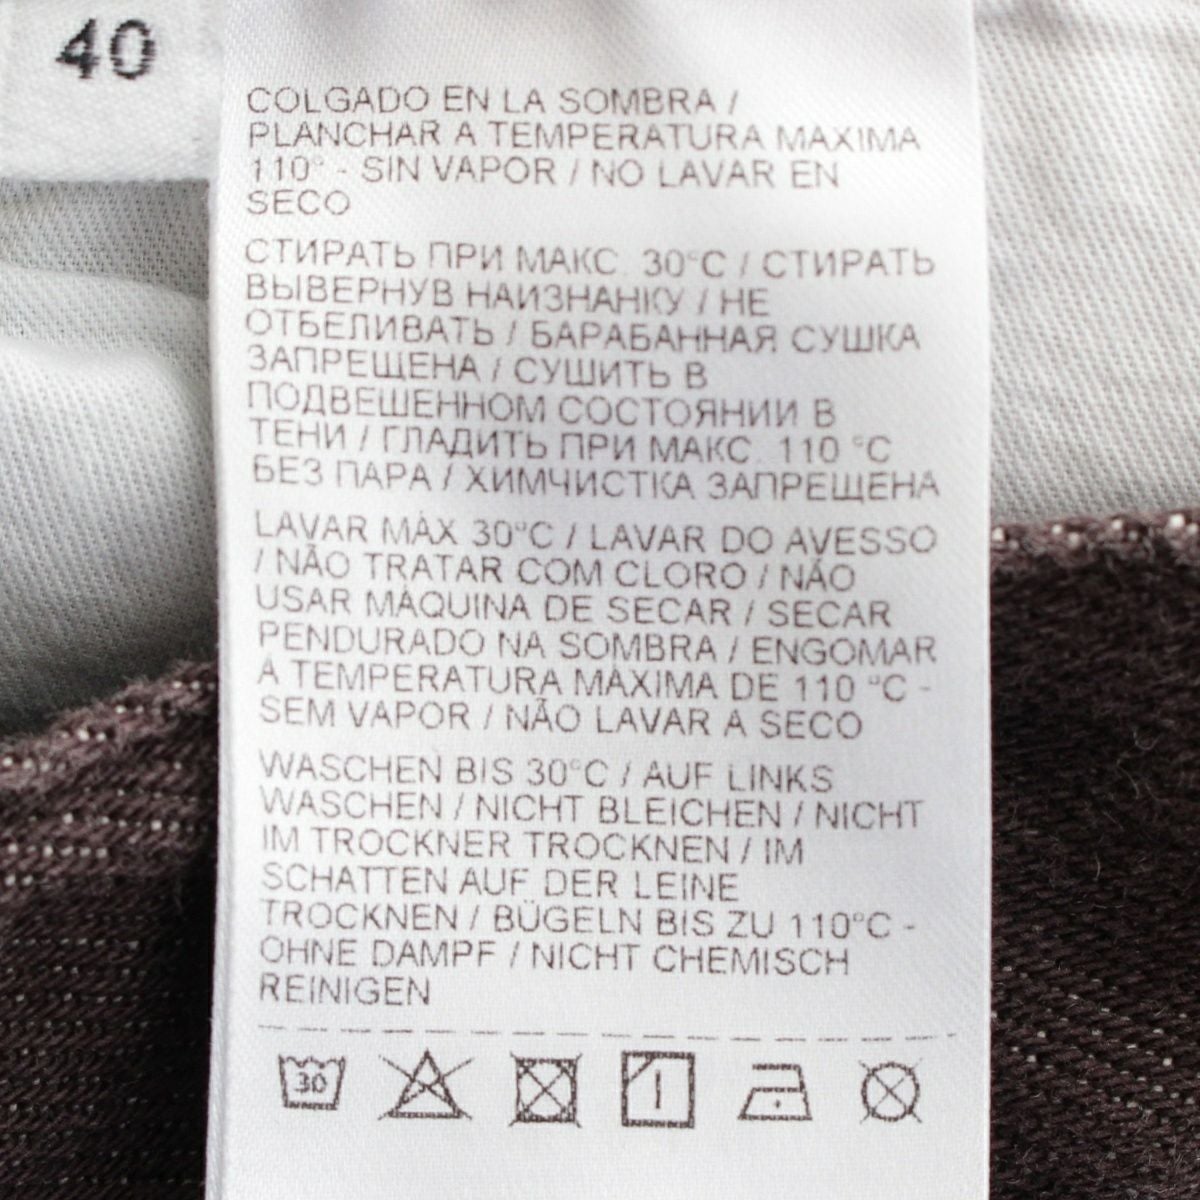 40
COLGADO EN LA SOMBRA /
PLANCHAR A TEMPERATURA MAXIMA
110° - SIN VAPOR / NO LAVAR EN
SECO
СТИРАТЬ ПРИ МАКС. 30°C / СТИРАТЬ
ВЫВЕРНУВ НАИЗНАНКУ / НЕ
ОТБЕЛИВАТЬ / БАРАБАННАЯ СУШКА
ЗАПРЕЩЕНА / СУШИТЬ В
ПОДВЕШЕННОМ СОСТОЯНИИ В
ТЕНИ / ГЛАДИТЬ ПРИ МАКС. 110 °C
БЕЗ ПАРА / ХИМЧИСТКА ЗАПРЕЩЕНА
LAVAR MÁX 30°C / LAVAR DO AVESSO
/ NÃO TRATAR COM CLORO / NÃO
USAR MÁQUINA DE SECAR / SECAR
PENDURADO NA SOMBRA / ENGOMAR
A TEMPERATURA MÁXIMA DE 110 °C -
SEM VAPOR / NÃO LAVAR A SECO
WASCHEN BIS 30°C / AUF LINKS
WASCHEN / NICHT BLEICHEN / NICHT
IM TROCKNER TROCKNEN / IM
SCHATTEN AUF DER LEINE
TROCKNEN / BÜGELN BIS ZU 110°C -
OHNE DAMPF / NICHT CHEMISCH
REINIGEN
30